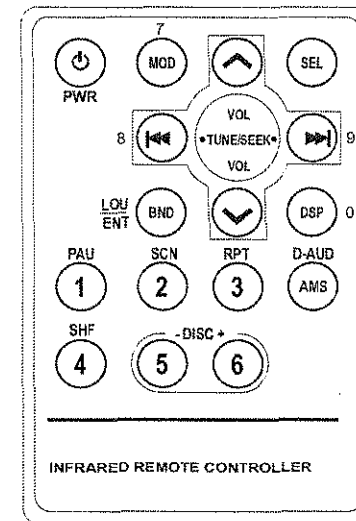 7
MOD
SEL
PWR
VOL
8
•TUNE/SEEK•
9
VOL
LOU
ENT
BND
DSP
0
PAU
SCN
RPT
D-AUD
1
2
3
AMS
SHF
- DISC +
4
5
6
INFRARED REMOTE CONTROLLER